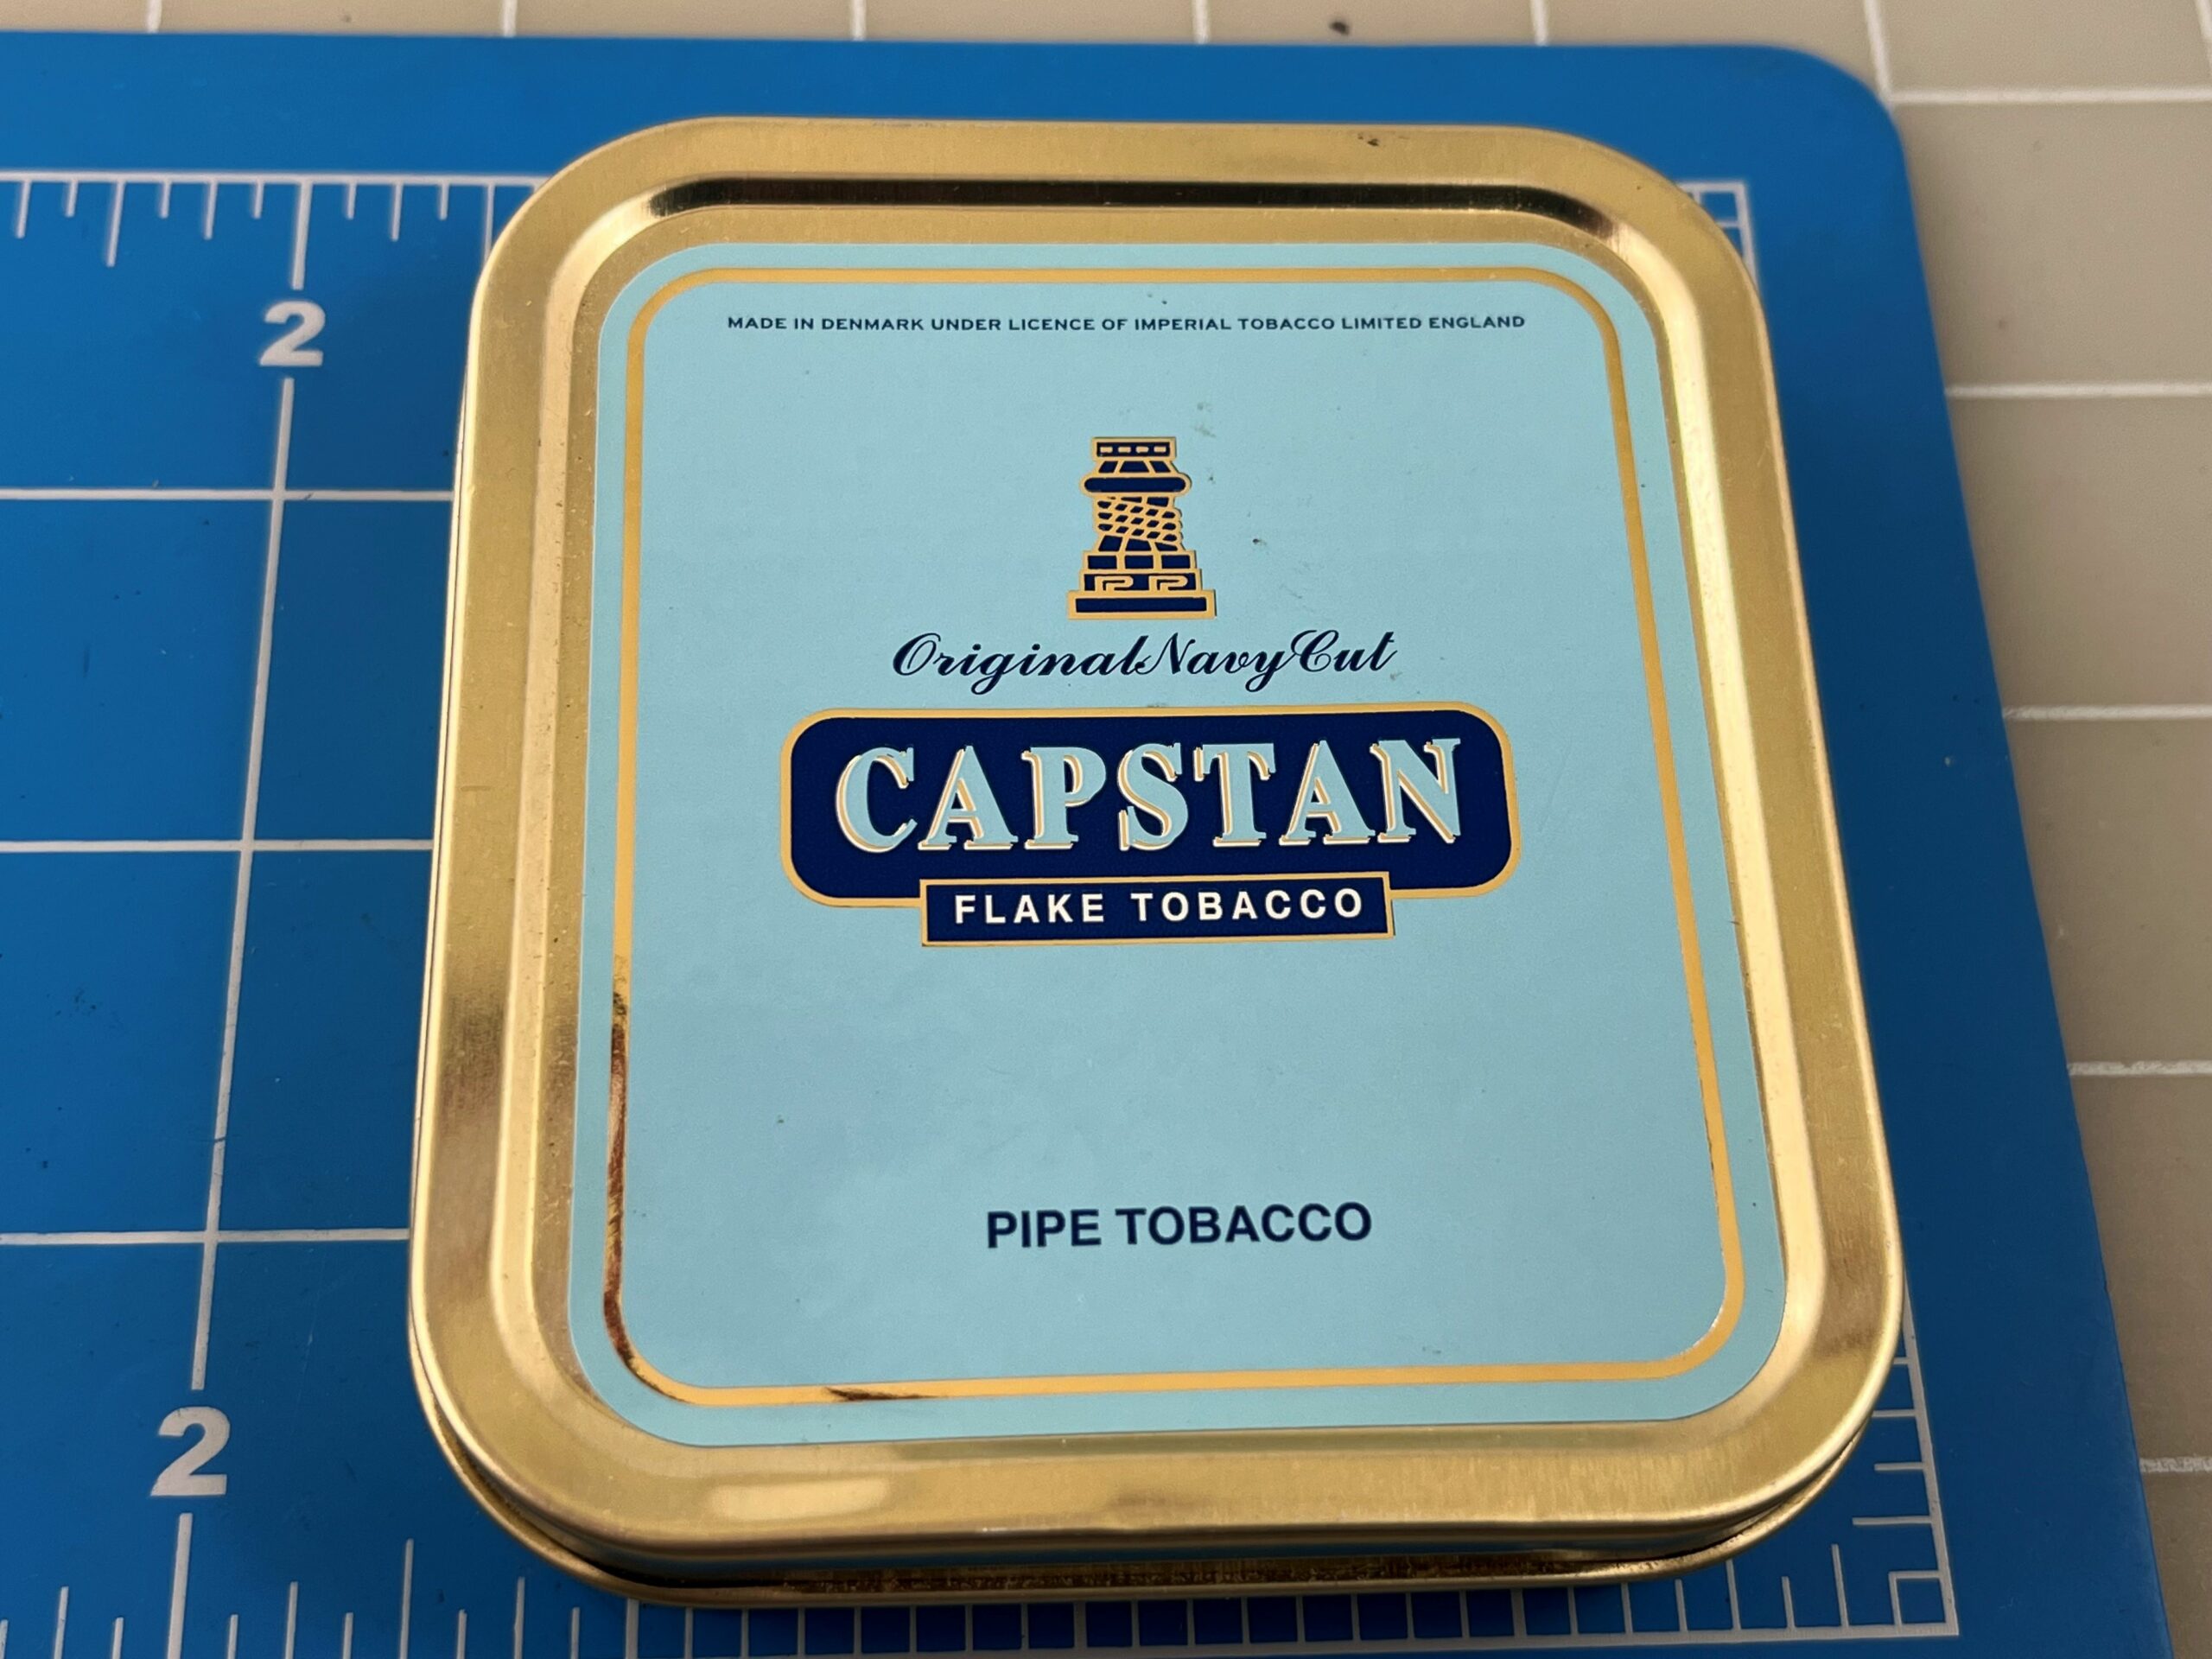 2
MADE IN DENMARK UNDER LICENCE OF IMPERIAL TOBACCO LIMITED ENGLAND
Original Navy Cut
CAPSTAN
FLAKE TOBACCO
PIPE TOBACCO
2